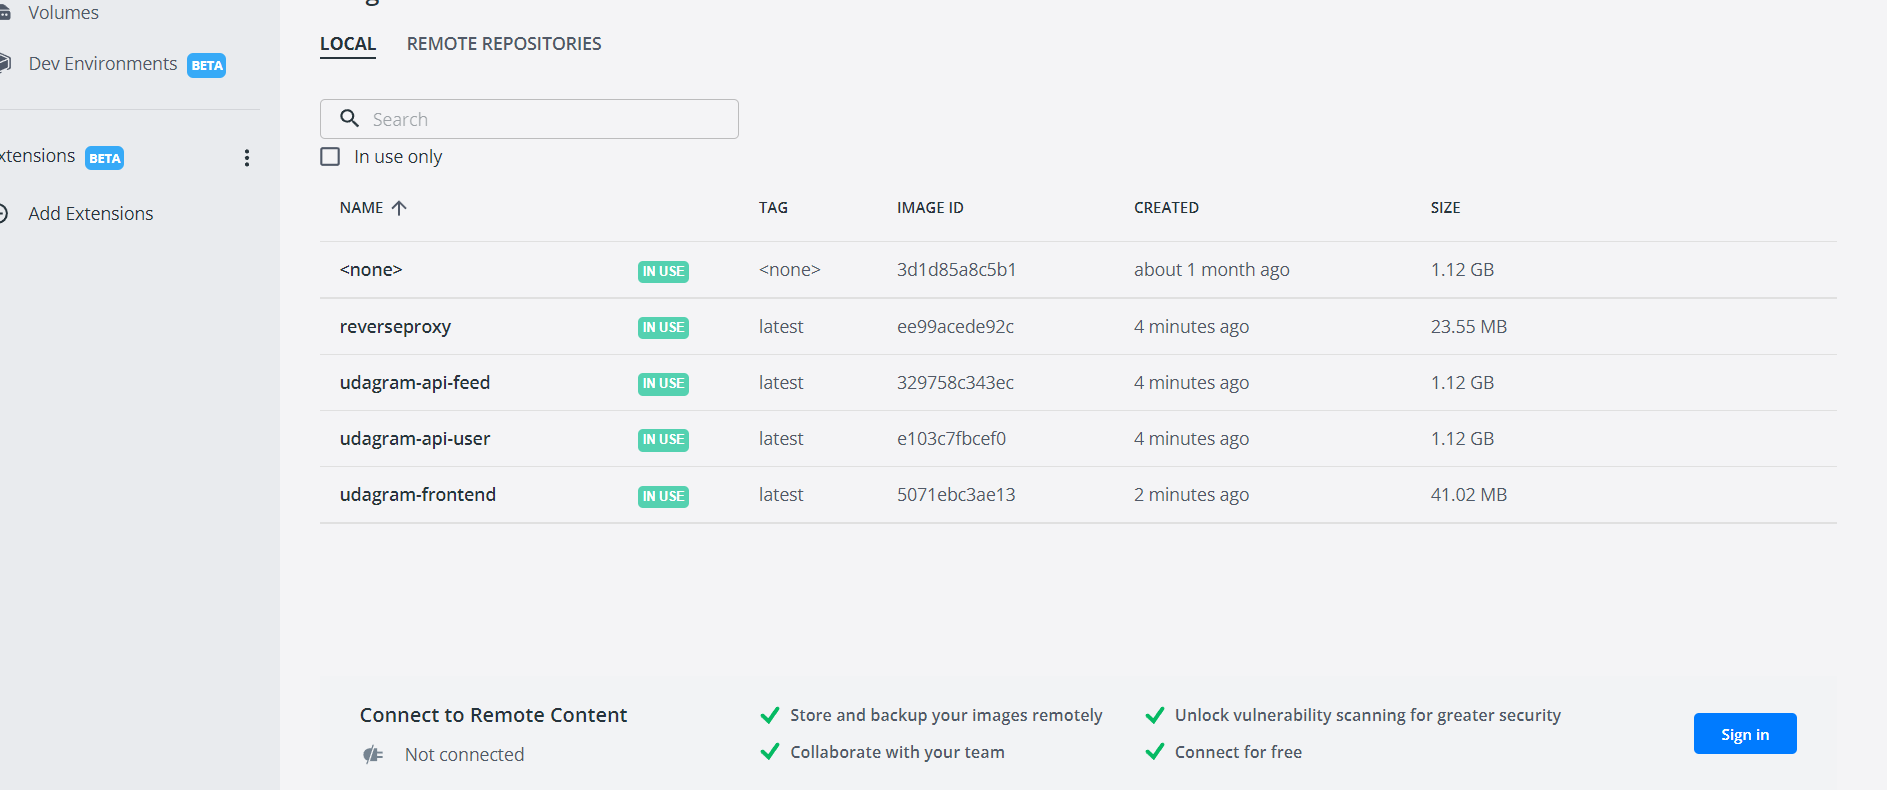 Volumes
Dev Environments BETA
xtensions BETA
Add Extensions
LOCAL REMOTE REPOSITORIES
Search
In use only
NAME TAG IMAGE ID CREATED SIZE
<none> IN USE <none> 3d1d85a8c5b1 about 1 month ago 1.12 GB
reverseproxy IN USE latest ee99acede92c 4 minutes ago 23.55 MB
udagram-api-feed IN USE latest 329758c343ec 4 minutes ago 1.12 GB
udagram-api-user IN USE latest e103c7fbcef0 4 minutes ago 1.12 GB
udagram-frontend IN USE latest 5071ebc3ae13 2 minutes ago 41.02 MB
Connect to Remote Content
Not connected
Store and backup your images remotely
Collaborate with your team
Unlock vulnerability scanning for greater security
Connect for free
Sign in